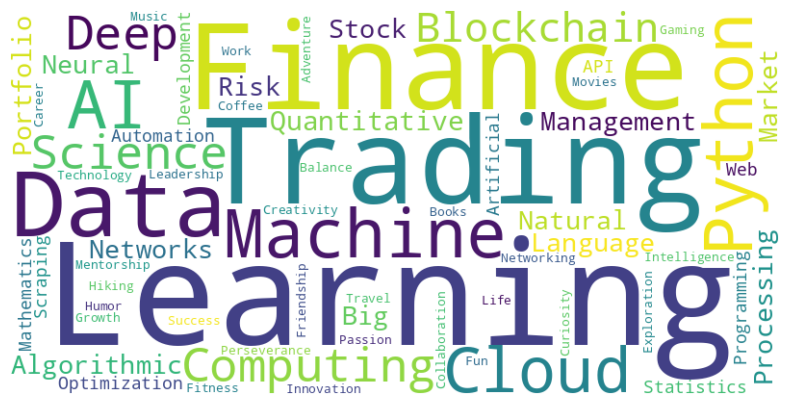 Music
Deep
Portfolio
Career
Neural
Development
Work
Finance
Adventure
Stock
Blockchain
Gaming
API
Movies
Python
Market
AI
Risk
Coffee
Automation
Quantitative
Management
Science
Trading
Artificial
Technology
Leadership
Balance
Web
Data
Creativity
Books
Machine
Natural
Language
Mathematics
Scraping
Networks
Networking
Intelligence
Mentorship
Learning
Hiking
Humor
Growth
Success
Friendship
Travel
Big
Passion
Life
Collaboration
Curiosity
Exploration
Programming
Processing
Perseverance
Algorithmic
Computing
Cloud
Fun
Optimization
Fitness
Innovation
Statistics